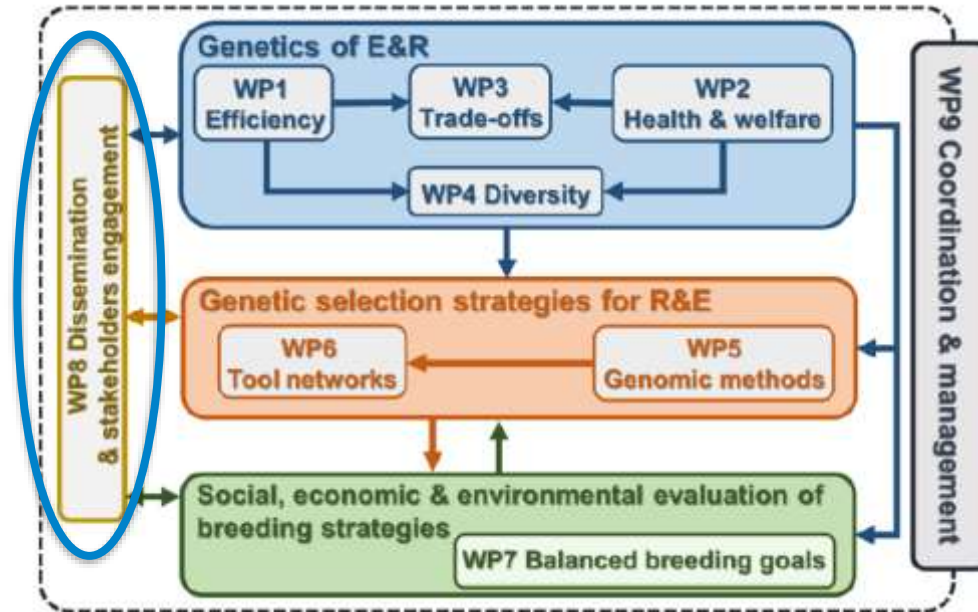 Genetics of E&R
WP1
Efficiency
WP3
Trade-offs
WP2
Health & welfare
WP4 Diversity
Genetic selection strategies for R&E
WP6
Tool networks
WP5
Genomic methods
Social, economic & environmental evaluation of
breeding strategies
WP7 Balanced breeding goals
WP8 Dissemination
& stakeholders engagement
WP9 Coordination & management